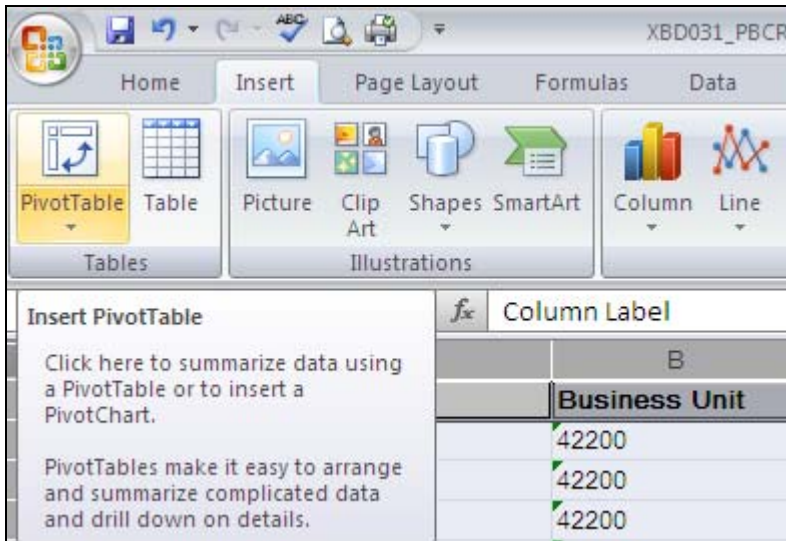 ABC
XBD031_PBCR
Home Insert Page Layout Formulas Data
PivotTable Table Picture Clip Art Shapes SmartArt Column Line
Tables Illustrations
Insert PivotTable
Click here to summarize data using
a PivotTable or to insert a
PivotChart.
PivotTables make it easy to arrange
and summarize complicated data
and drill down on details.
fx Column Label
B
Business Unit
42200
42200
42200